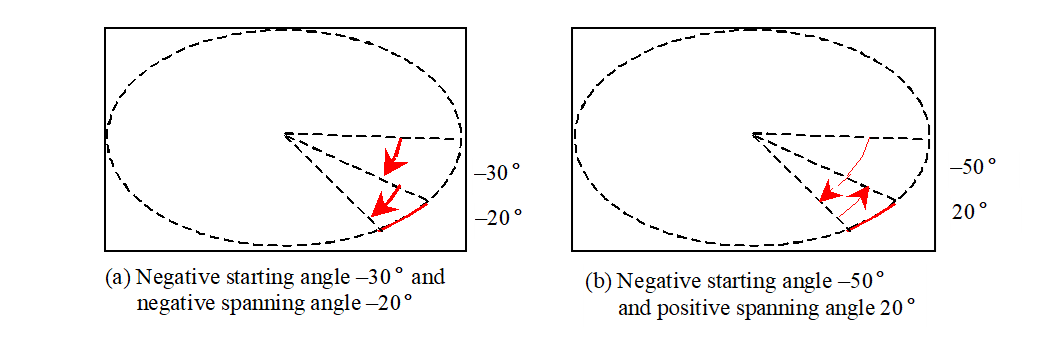 –30°
–20°
(a) Negative starting angle –30° and
negative spanning angle –20°
–50°
20°
(b) Negative starting angle –50°
and positive spanning angle 20°